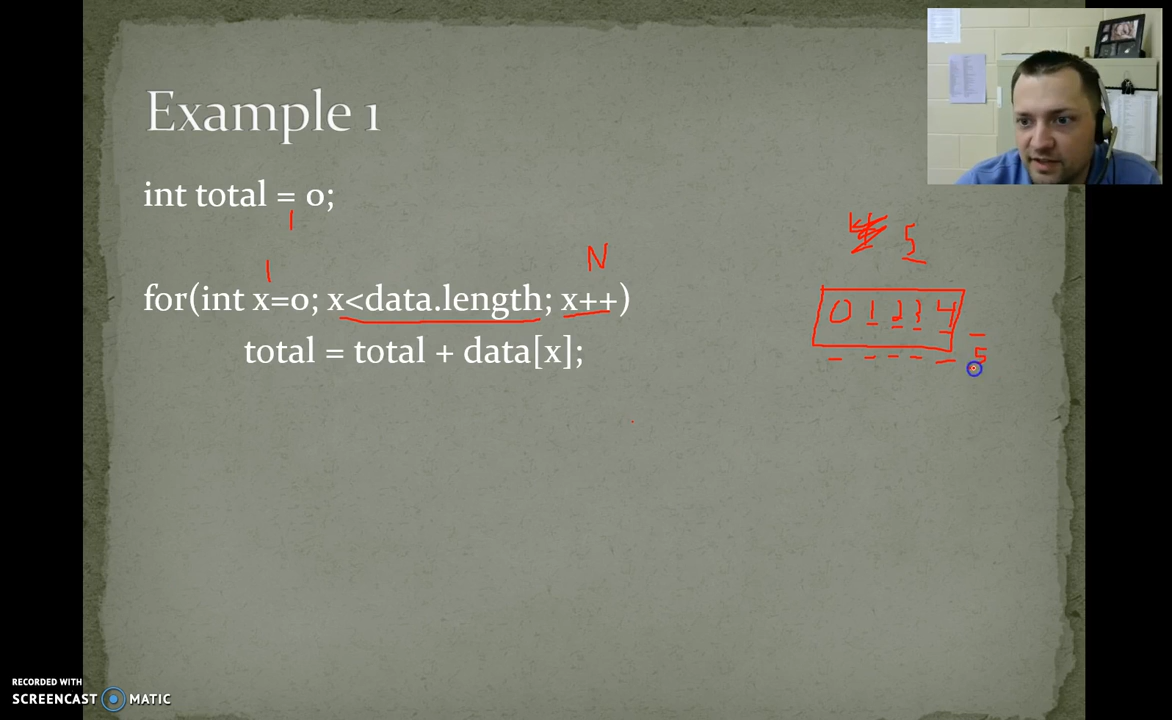 Example 1
int total = 0;
1
1 N
for(int x=0; x<data.length; x++)
total = total + data[x];
5
0 1 2 3 4
5
RECORDED WITH
SCREENCAST MATIC